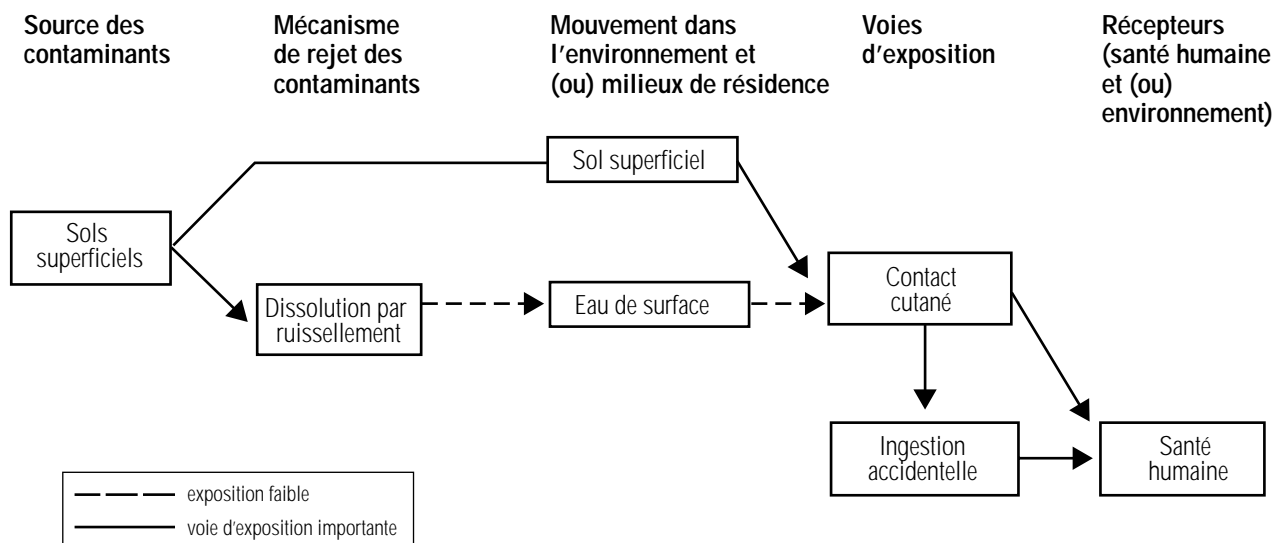 Source des
contaminants
Mécanisme
de rejet des
contaminants
Mouvement dans
l'environnement et
(ou) milieux de résidence
Voies
d'exposition
Récepteurs
(santé humaine
et (ou)
environnement)
Sol superficiel
Sols
superficiels
Dissolution par
ruissellement
Eau de surface
Contact
cutané
Ingestion
accidentelle
Santé
humaine
exposition faible
voie d'exposition importante